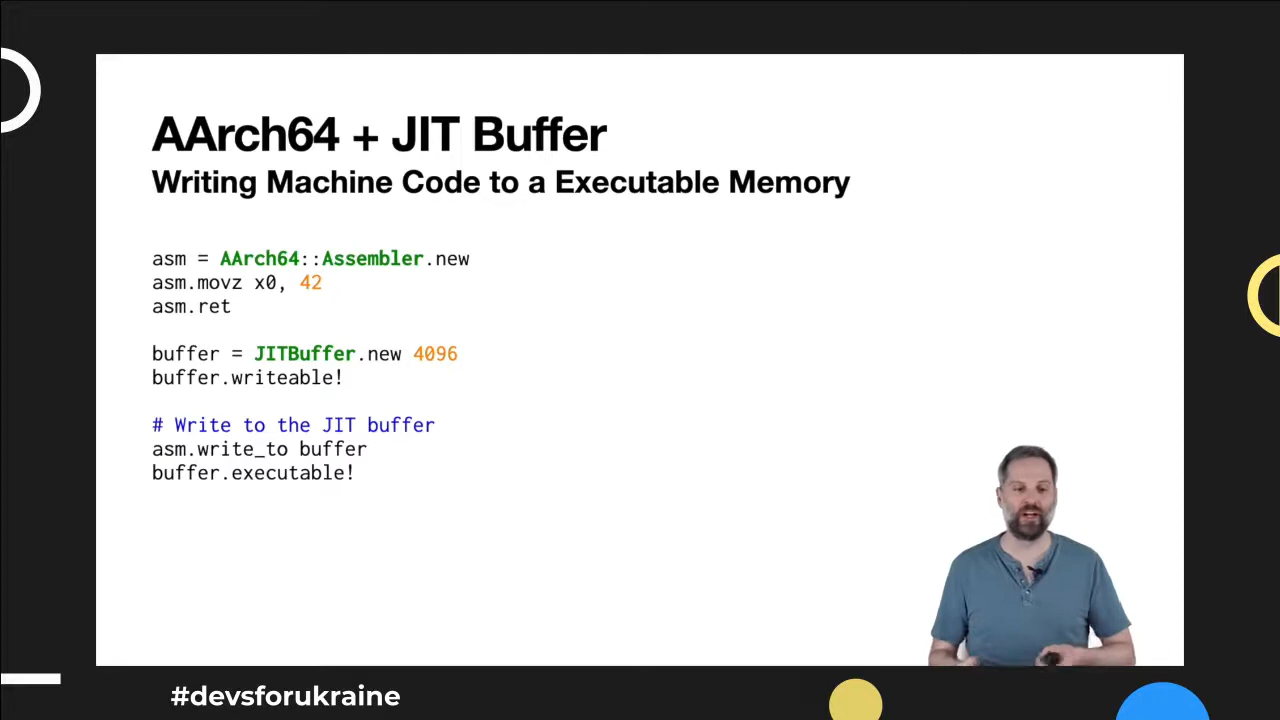 AArch64 + JIT Buffer
Writing Machine Code to a Executable Memory
asm = AArch64::Assembler.new
asm.movz x0, 42
asm.ret
buffer = JITBuffer.new 4096
buffer.writeable!
# Write to the JIT buffer
asm.write_to buffer
buffer.executable!
#devsforukraine